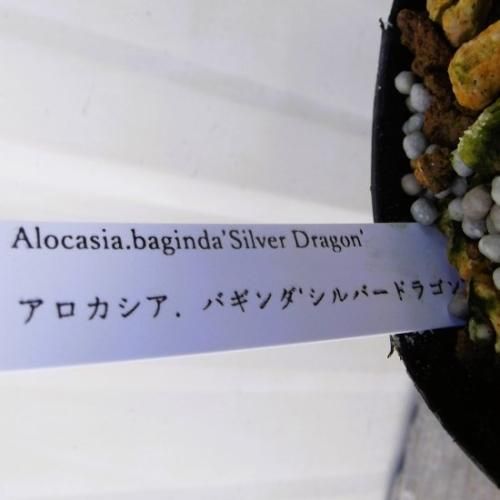 Alocasia.baginda'Silver Dragon'
アロカシア. バギンダ'シルバードラゴン